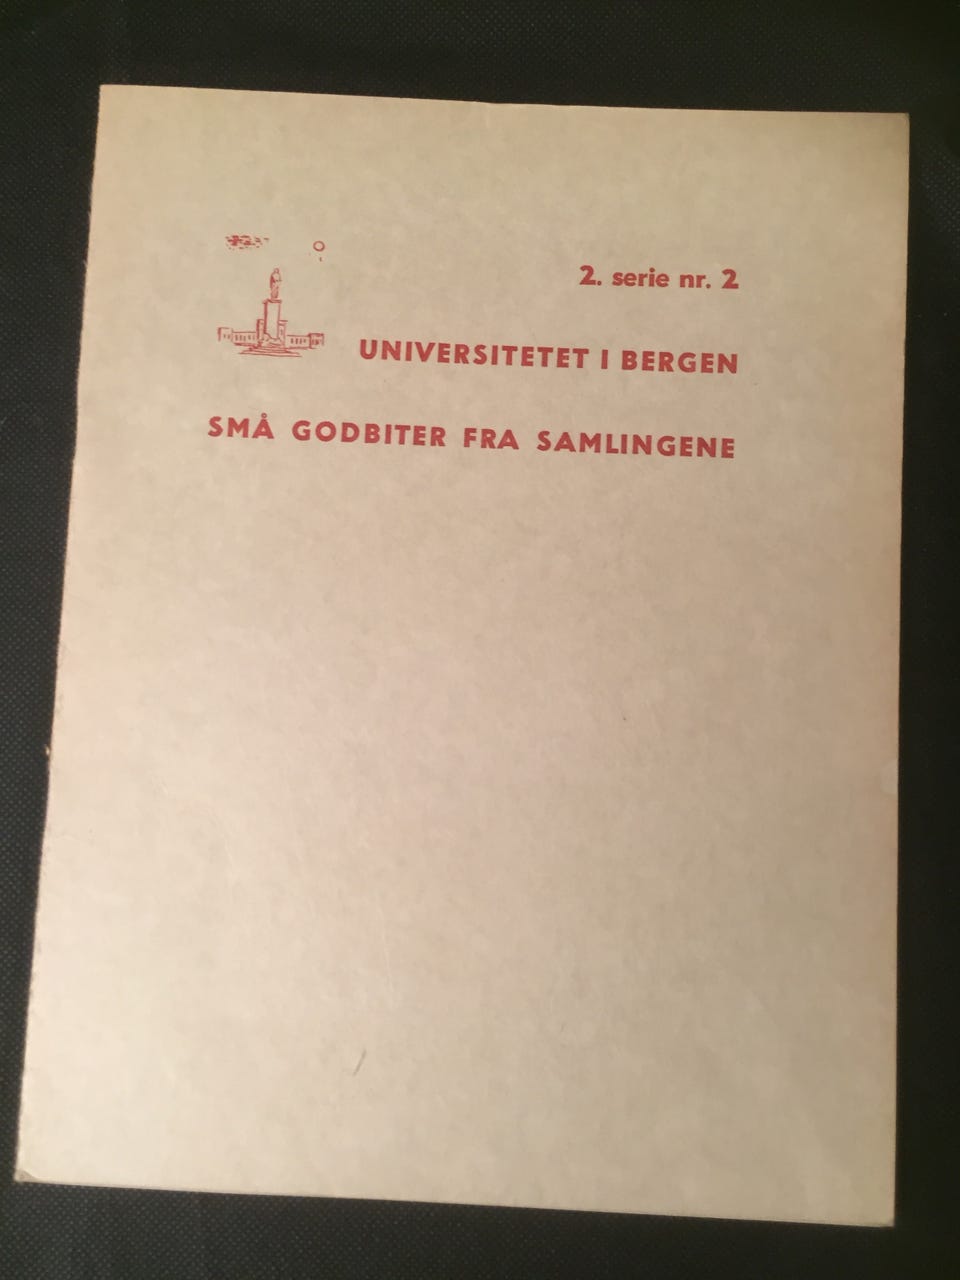 2. serie nr. 2
UNIVERSITETET I BERGEN
SMÅ GODBITER FRA SAMLINGENE